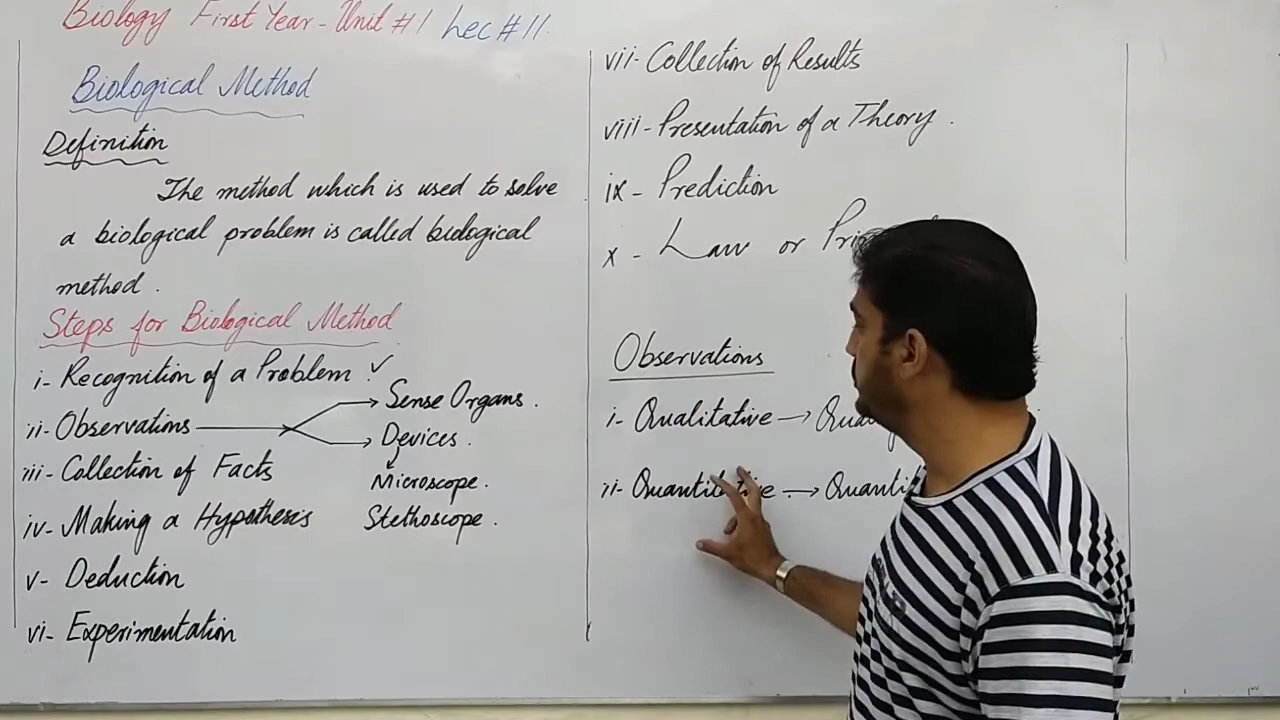 Biology First Year - Unit #1 Lec #11.
Biological Method
Definition
The method which is used to solve
a biological problem is called biological
method.
Steps for Biological Method
i- Recognition of a Problem. ✓
ii- Observations → Sense Organs.
→ Devices.
iii- Collection of Facts
Microscope.
iv- Making a Hypothesis
Stethoscope.
v- Deduction
vi- Experimentation
vii- Collection of Results
viii- Presentation of a Theory.
ix- Prediction
x- Law or
Observations
i- Qualitative →
ii- Quantitative →